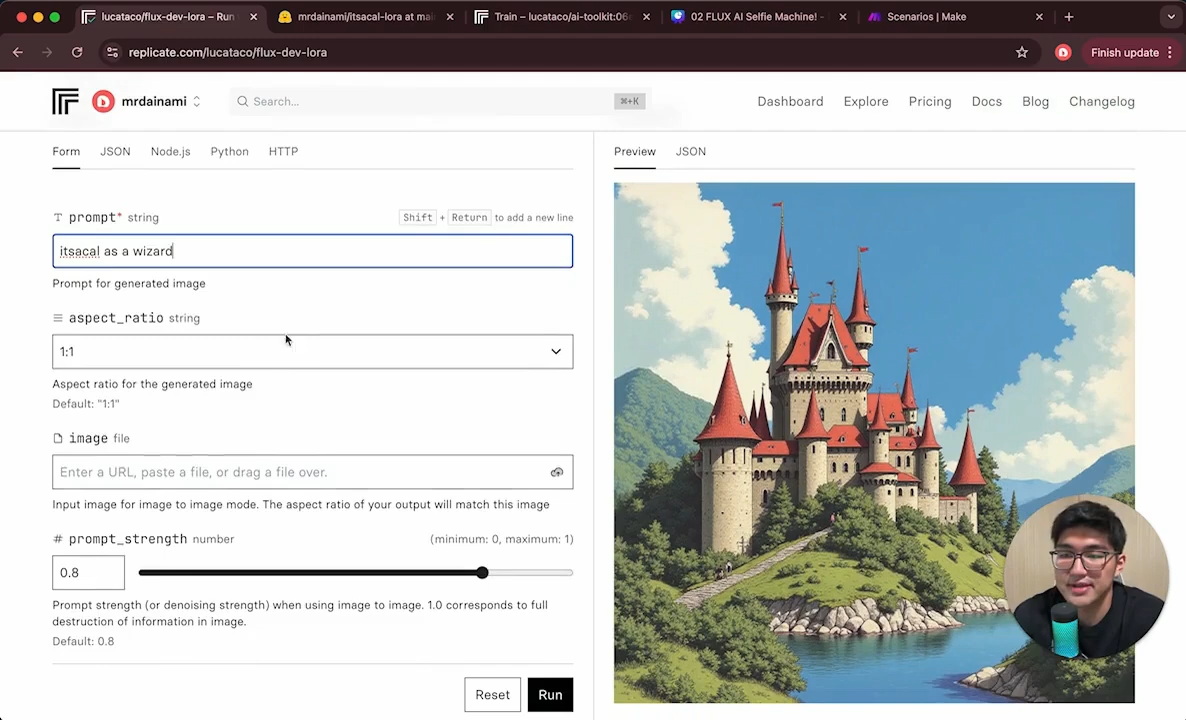 lucataco/flux-dev-lora – Run
mrdainami/itsacal-lora at mai
Train – lucataco/ai-toolkit:06
02 FLUX AI Selfie Machine! -
Scenarios | Make
replicate.com/lucataco/flux-dev-lora
Finish update
mrdainami
Search...
⌘+K
Dashboard
Explore
Pricing
Docs
Blog
Changelog
Form
JSON
Node.js
Python
HTTP
Preview
JSON
T prompt* string
Shift + Return to add a new line
itsacal as a wizard
Prompt for generated image
aspect_ratio string
1:1
Aspect ratio for the generated image
Default: "1:1"
image file
Enter a URL, paste a file, or drag a file over.
Input image for image to image mode. The aspect ratio of your output will match this image
# prompt_strength number
(minimum: 0, maximum: 1)
0.8
Prompt strength (or denoising strength) when using image to image. 1.0 corresponds to full
destruction of information in image.
Default: 0.8
Reset
Run